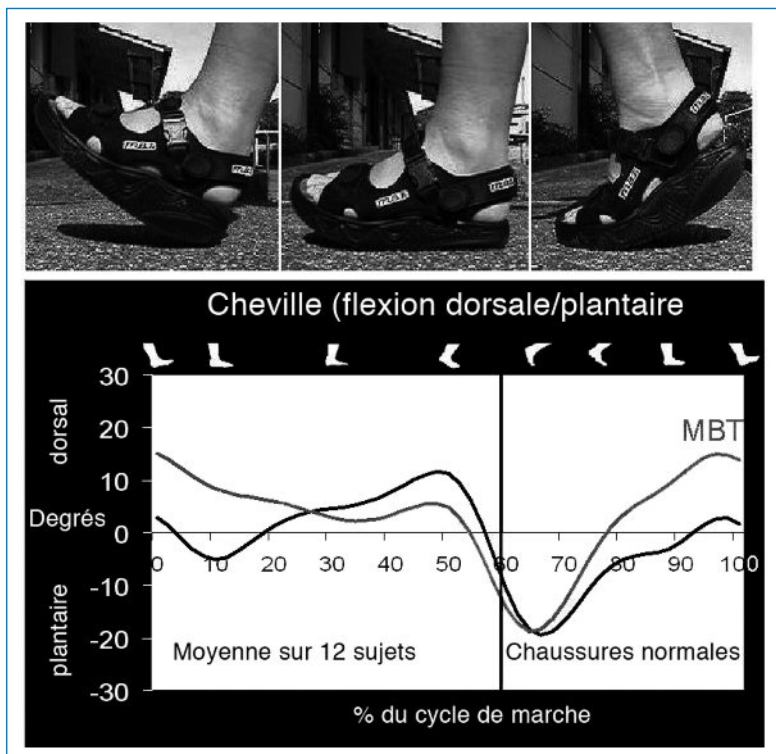 Cheville (flexion dorsale/plantaire
30
20
10
0
-10
-20
-30
dorsal
Degrés
plantaire
MBT
0 10 20 30 40 50 60 70 80 90 100
Moyenne sur 12 sujets
Chaussures normales
% du cycle de marche